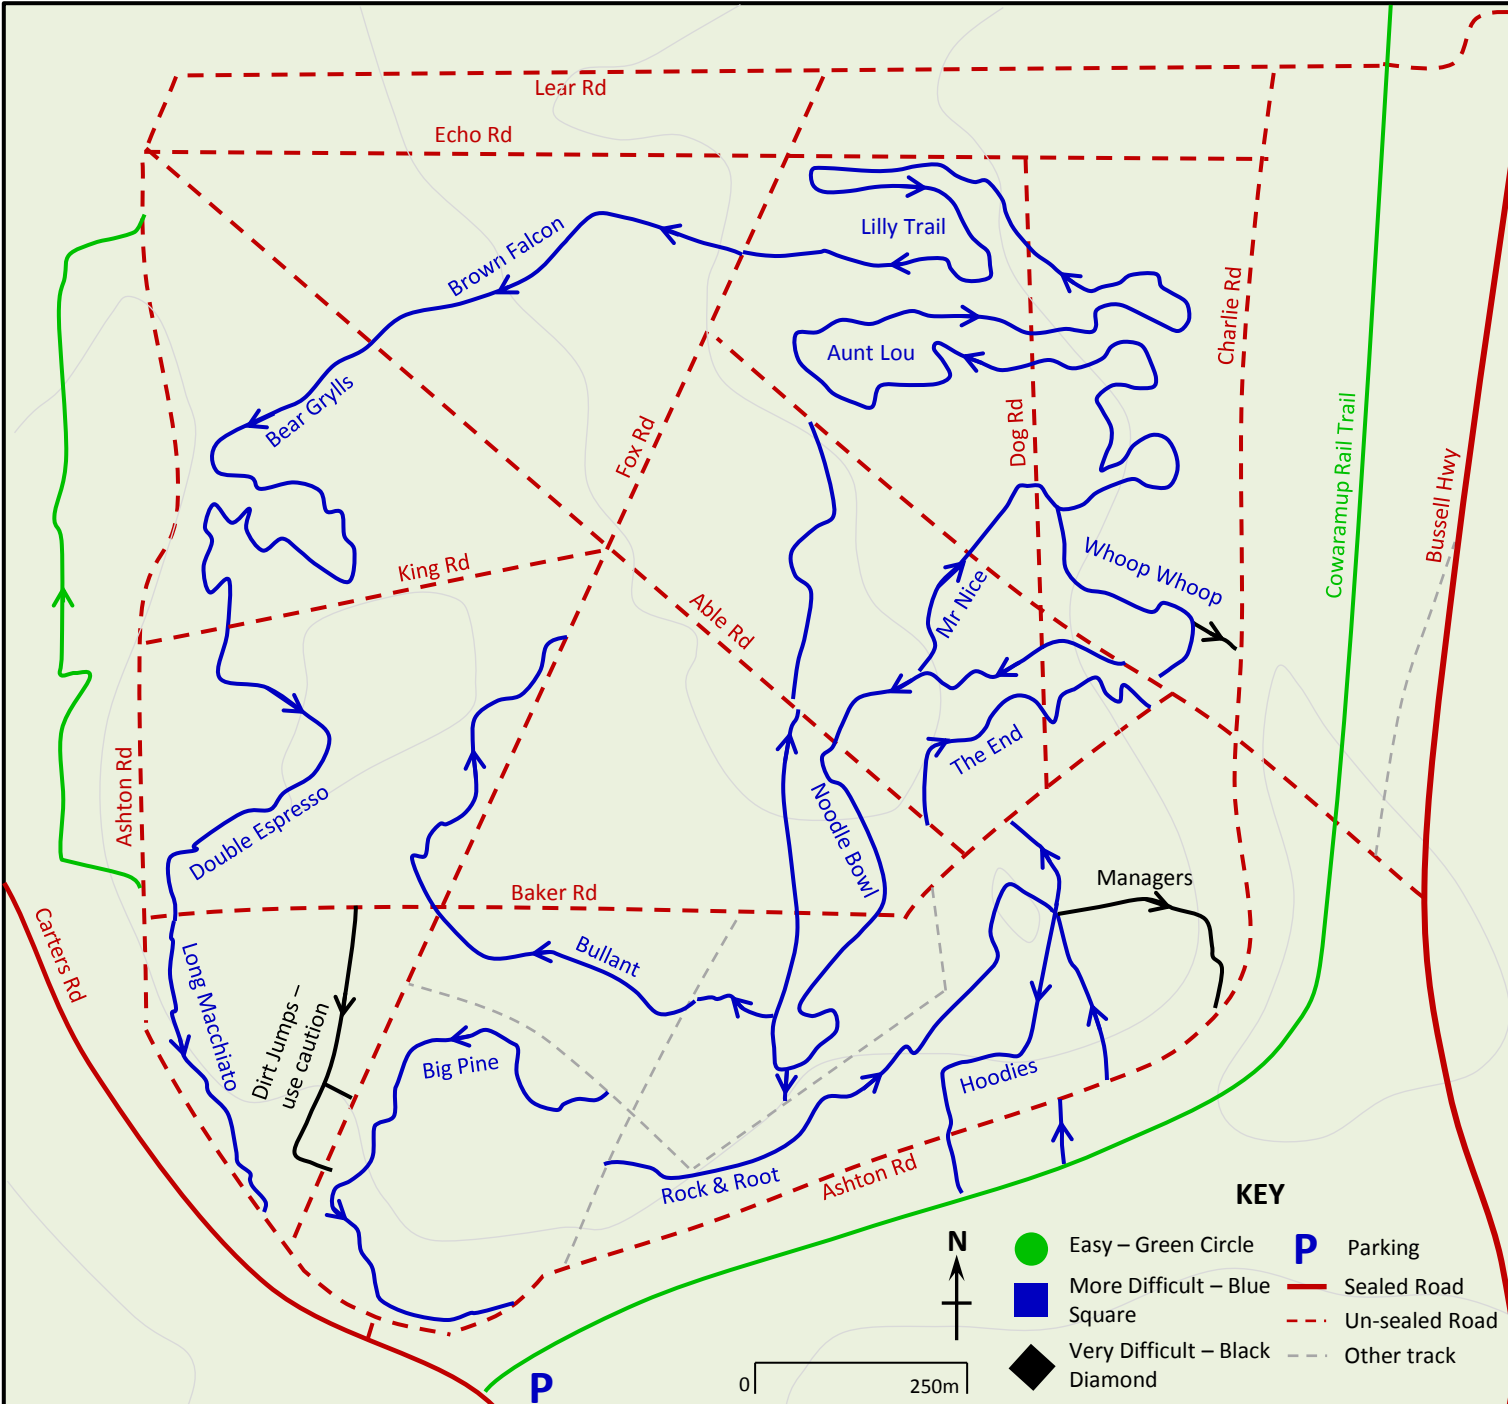 Lear Rd
Echo Rd
Lilly Trail
Brown Falcon
Charlie Rd
Aunt Lou
Bear Grylls
Dog Rd
Fox Rd
Cowaramup Rail Trail
Bussell Hwy
Whoop Whoop
King Rd
Mr Nice
Able Rd
The End
Ashton Rd
Noodle Bowl
Double Espresso
Managers
Baker Rd
Carters Rd
Bullant
Long Macchiato
Dirt Jumps –
use caution
Big Pine
Hoodies
Rock & Root
Ashton Rd
KEY
N
Easy – Green Circle
P Parking
More Difficult – Blue
Square
Sealed Road
Un-sealed Road
Very Difficult – Black
Diamond
Other track
P
0 250m